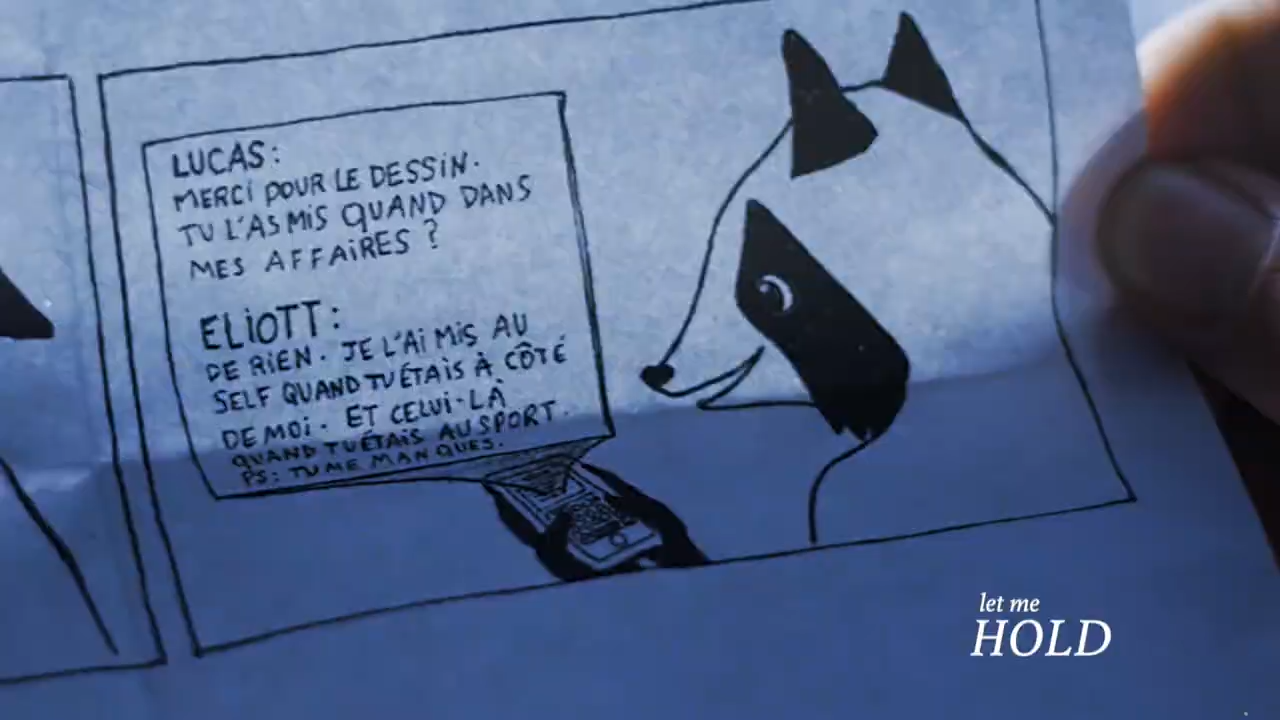 LUCAS:
MERCI POUR LE DESSIN.
TU L'AS MIS QUAND DANS
MES AFFAIRES ?
ELIOTT:
DE RIEN. JE L'AI MIS AU
SELF QUAND TU ÉTAIS À CÔTÉ
DE MOI. ET CELUI-LÀ
QUAND TU ÉTAIS AU SPORT.
PS: TU ME MANQUES.
let me
HOLD